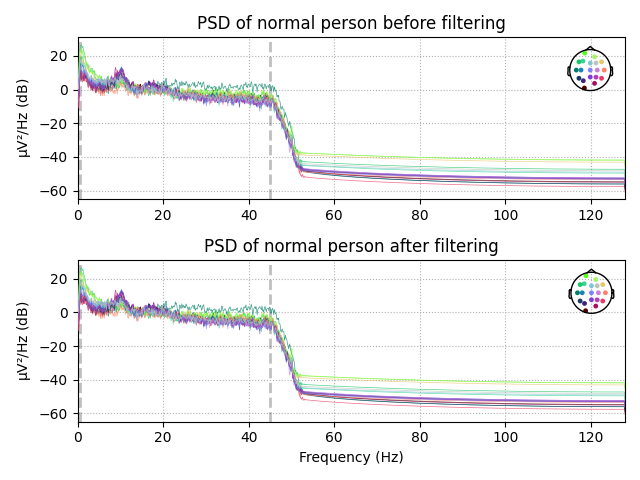 PSD of normal person before filtering
µV²/Hz (dB)
20
0
−20
−40
−60
0 20 40 60 80 100 120
PSD of normal person after filtering
µV²/Hz (dB)
20
0
−20
−40
−60
0 20 40 60 80 100 120
Frequency (Hz)